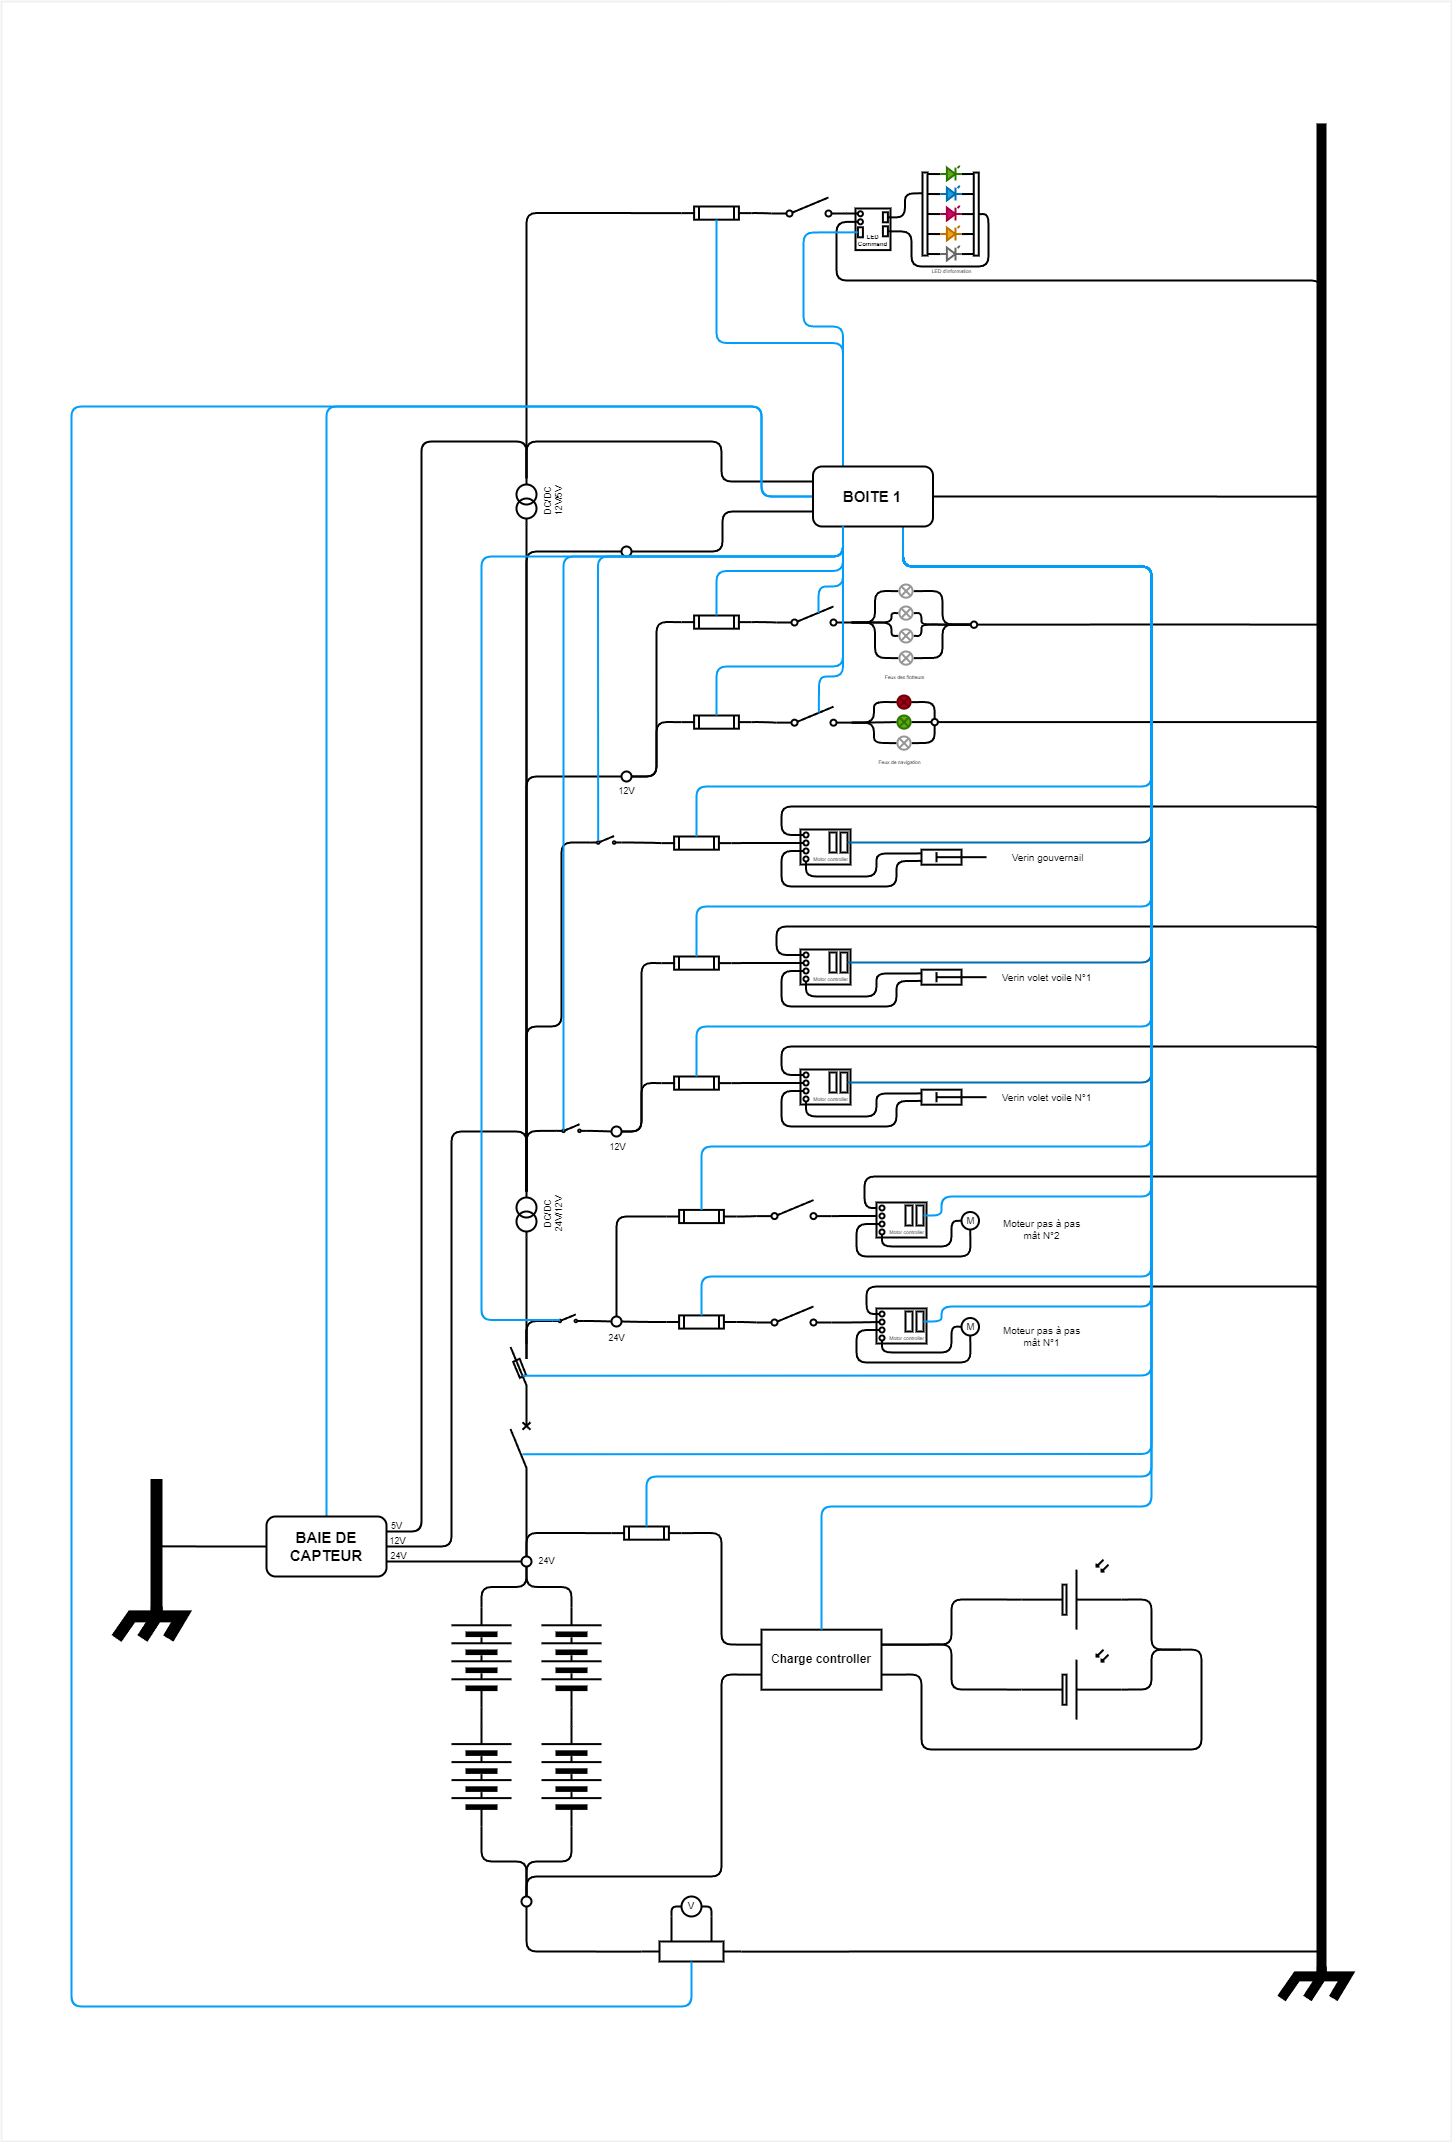 LED
Command
LED d'information
BOITE 1
DC/DC
12V/5V
Feux des flotteurs
Feux de navigation
12V
Motor controller
Verin gouvernail
Motor controller
Verin volet voile N°1
Motor controller
Verin volet voile N°1
12V
DC/DC
24V/12V
Motor controller
M
Moteur pas à pas
mât N°2
24V
Motor controller
M
Moteur pas à pas
mât N°1
BAIE DE
CAPTEUR
5V
12V
24V
24V
Charge controller
V